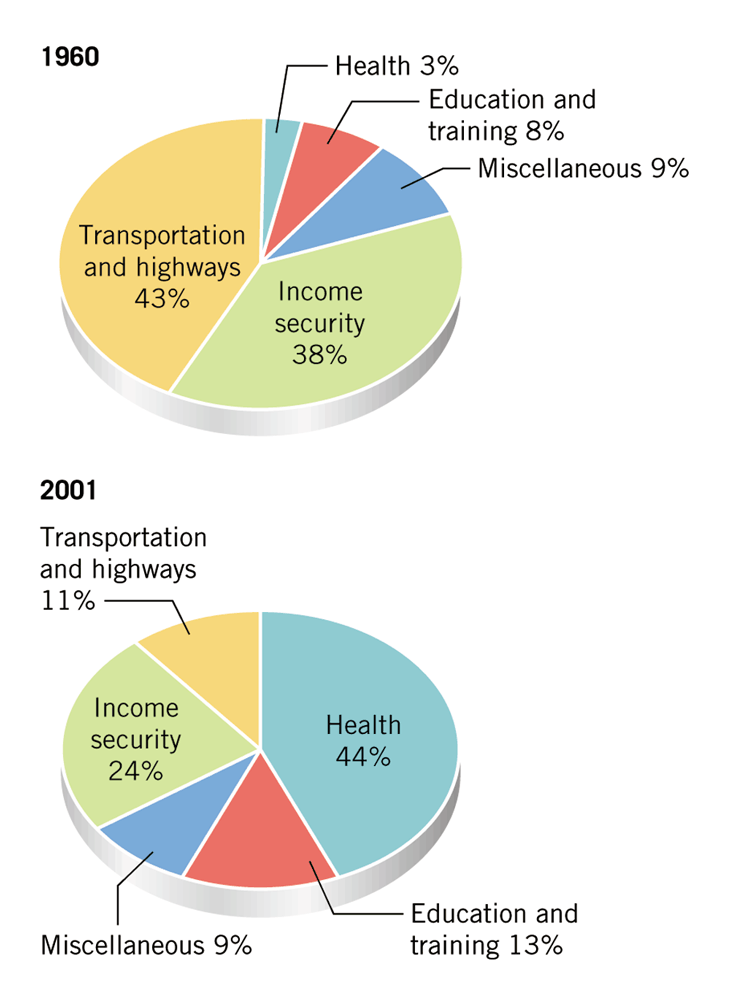 1960
Health 3%
Education and
training 8%
Miscellaneous 9%
Transportation
and highways
43%
Income
security
38%
2001
Transportation
and highways
11%
Income
security
24%
Health
44%
Miscellaneous 9%
Education and
training 13%